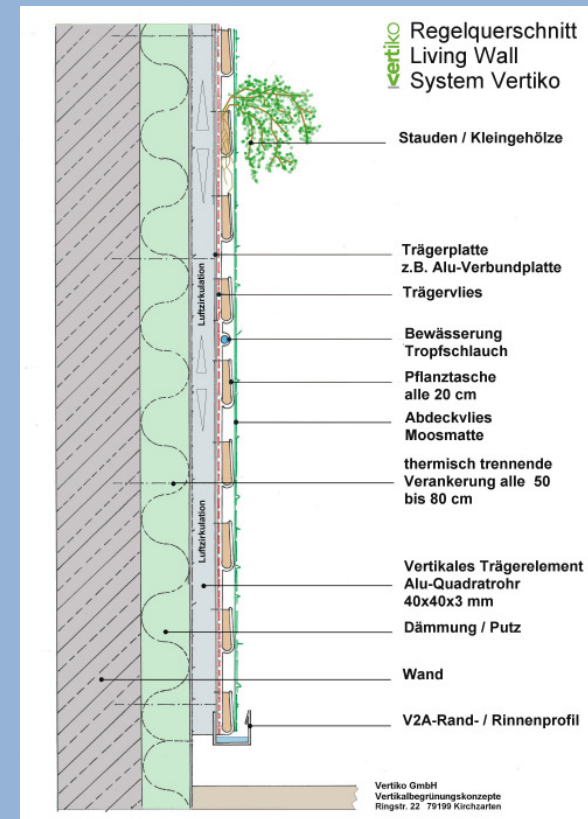 vertiko
Regelquerschnitt
Living Wall
System Vertiko
Stauden / Kleingehölze
Trägerplatte
z.B. Alu-Verbundplatte
Trägervlies
Bewässerung
Tropfschlauch
Pflanztasche
alle 20 cm
Abdeckvlies
Moosmatte
thermisch trennende
Verankerung alle 50
bis 80 cm
Vertikales Trägerelement
Alu-Quadratrohr
40x40x3 mm
Dämmung / Putz
Wand
V2A-Rand- / Rinnenprofil
Luftzirkulation
Luftzirkulation
Vertiko GmbH
Vertikalbegrünungskonzepte
Ringstr. 22 79199 Kirchzarten